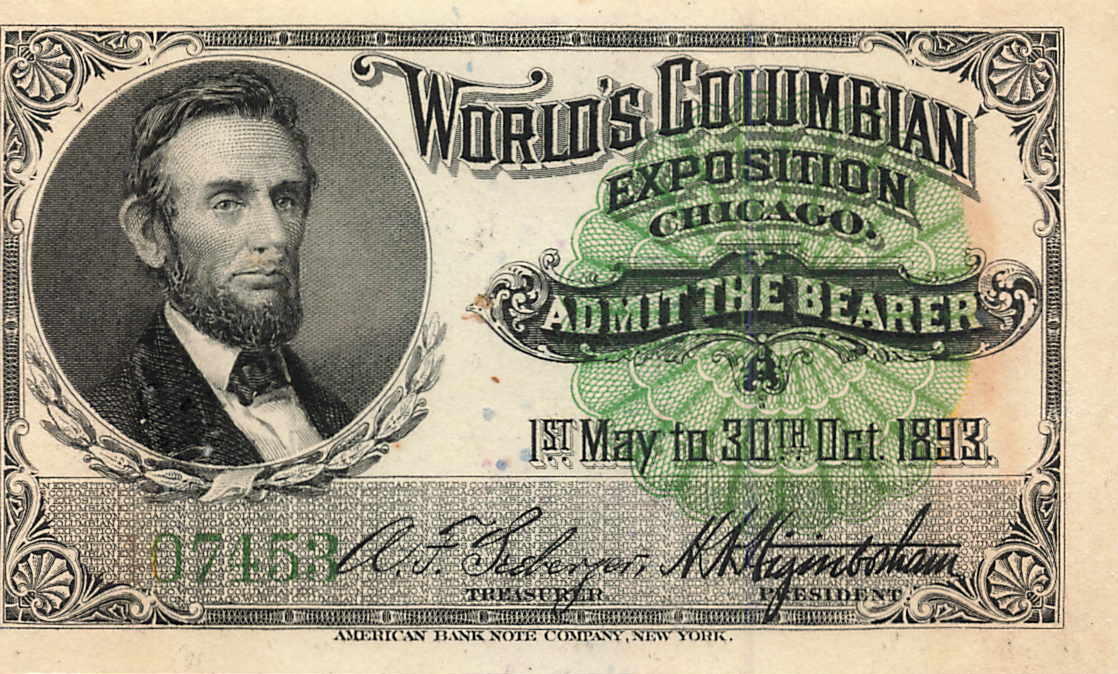 WORLD'S COLUMBIAN
EXPOSITION
CHICAGO.
ADMIT THE BEARER
A
1ST. May to 30TH Oct. 1893.
07453
A. F. Seeberger,
H N Higinbotham
TREASURER.
PRESIDENT.
AMERICAN BANK NOTE COMPANY, NEW YORK.